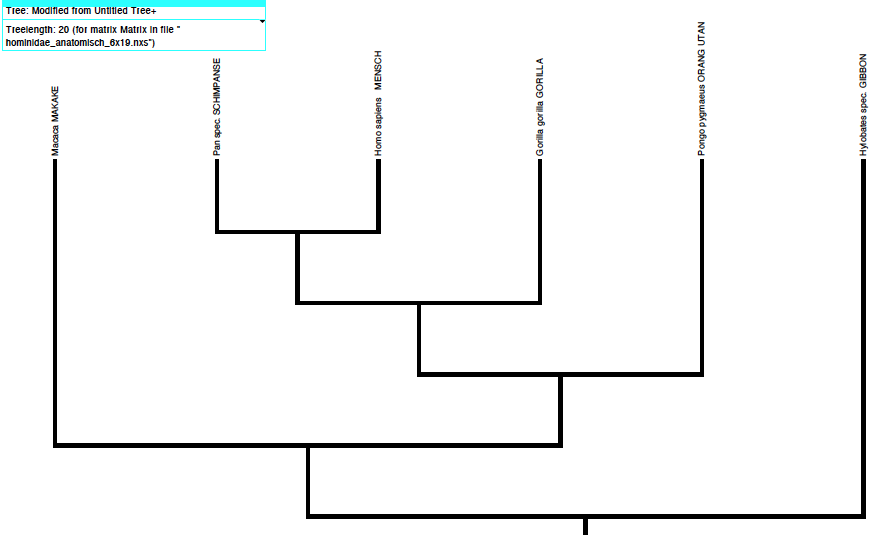 Tree: Modified from Untitled Tree+
Treelength: 20 (for matrix Matrix in file "
hominidae_anatomisch_6x19.nxs")
Macaca MAKAKE
Pan spec. SCHIMPANSE
Homo sapiens MENSCH
Gorilla gorilla GORILLA
Pongo pygmaeus ORANG UTAN
Hylobates spec. GIBBON